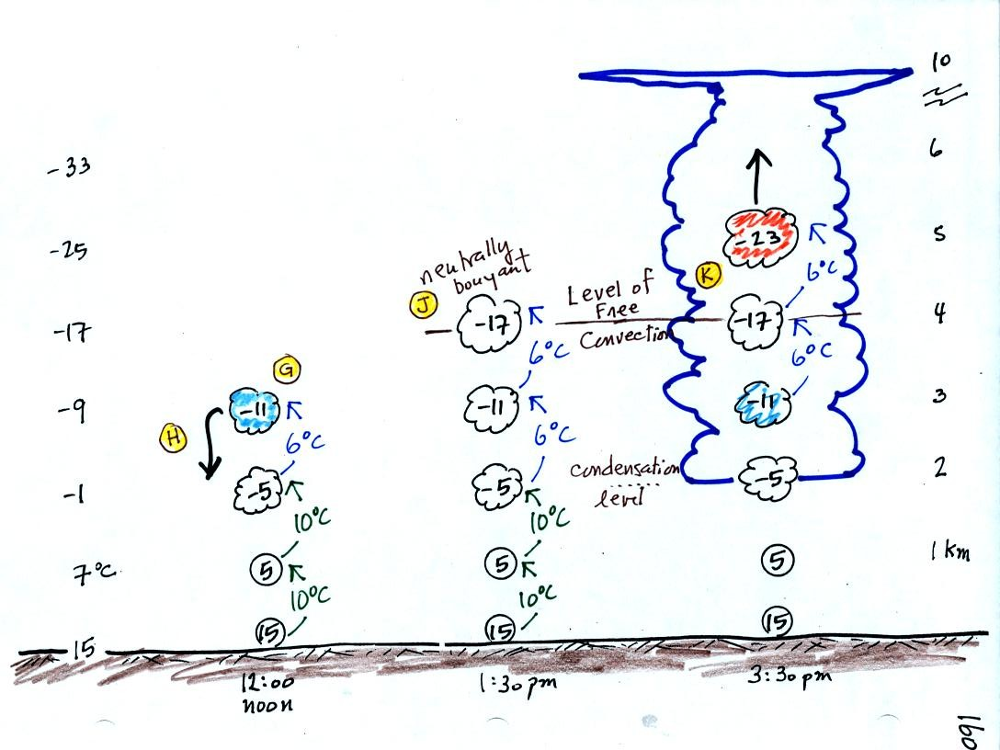 10
6
-33
5
-25
-23
neutrally
bouyant
K
6°C
J
Level of
Free
Convection
4
-17
-17
-17
6°C
6°C
G
3
-9
-11
-11
-11
H
6°C
6°C
2
condensation
level
-1
-5
-5
-5
10°C
10°C
1 km
7°C
5
5
5
10°C
10°C
15
15
15
15
12:00
noon
1:30 pm
3:30 pm
160